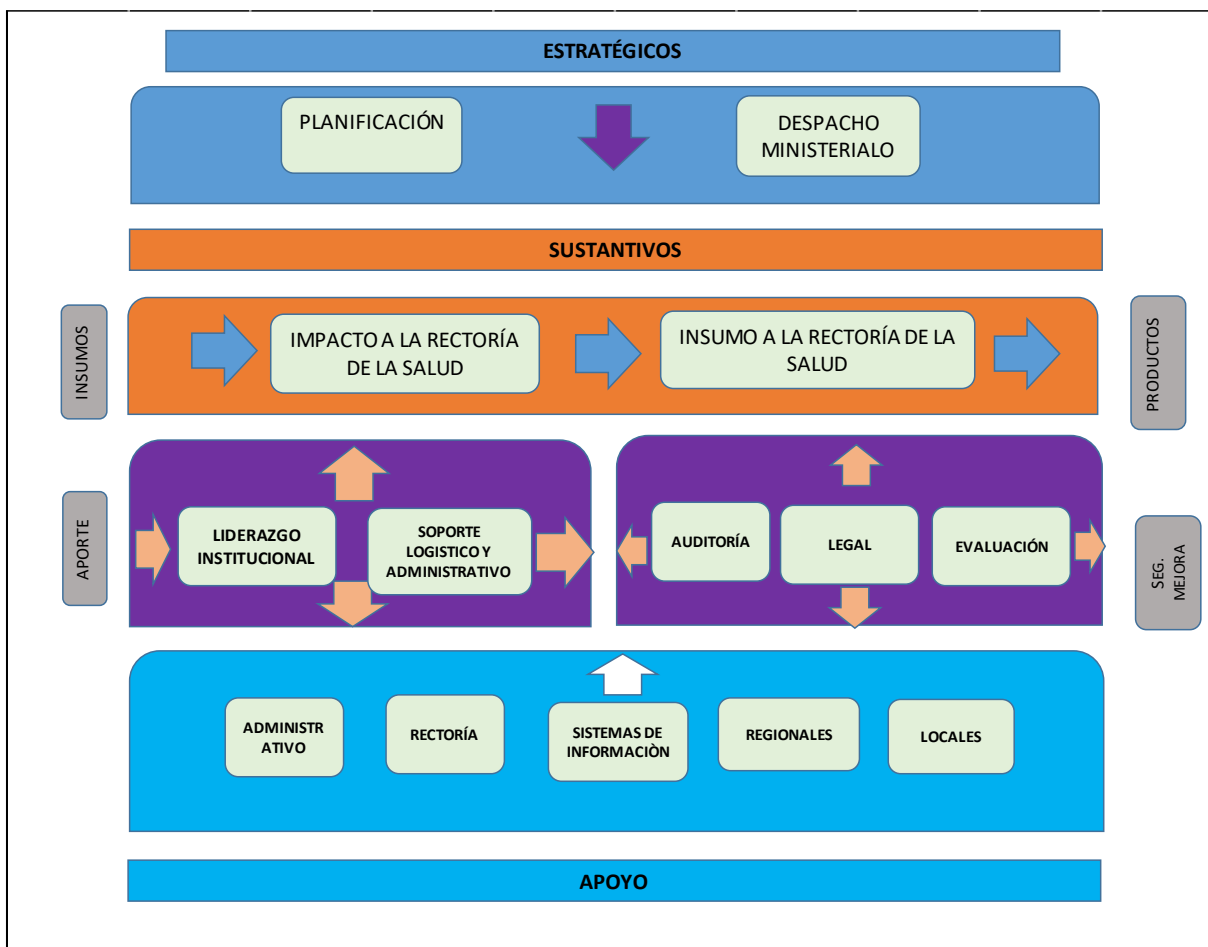 ESTRATÉGICOS
PLANIFICACIÓN
DESPACHO
MINISTERIALO
SUSTANTIVOS
INSUMOS
IMPACTO A LA RECTORÍA
DE LA SALUD
INSUMO A LA RECTORÍA DE LA
SALUD
PRODUCTOS
APORTE
LIDERAZGO
INSTITUCIONAL
SOPORTE
LOGISTICO Y
ADMINISTRATIVO
AUDITORÍA
LEGAL
EVALUACIÓN
SEG.
MEJORA
ADMINISTR
ATIVO
RECTORÍA
SISTEMAS DE
INFORMACIÒN
REGIONALES
LOCALES
APOYO